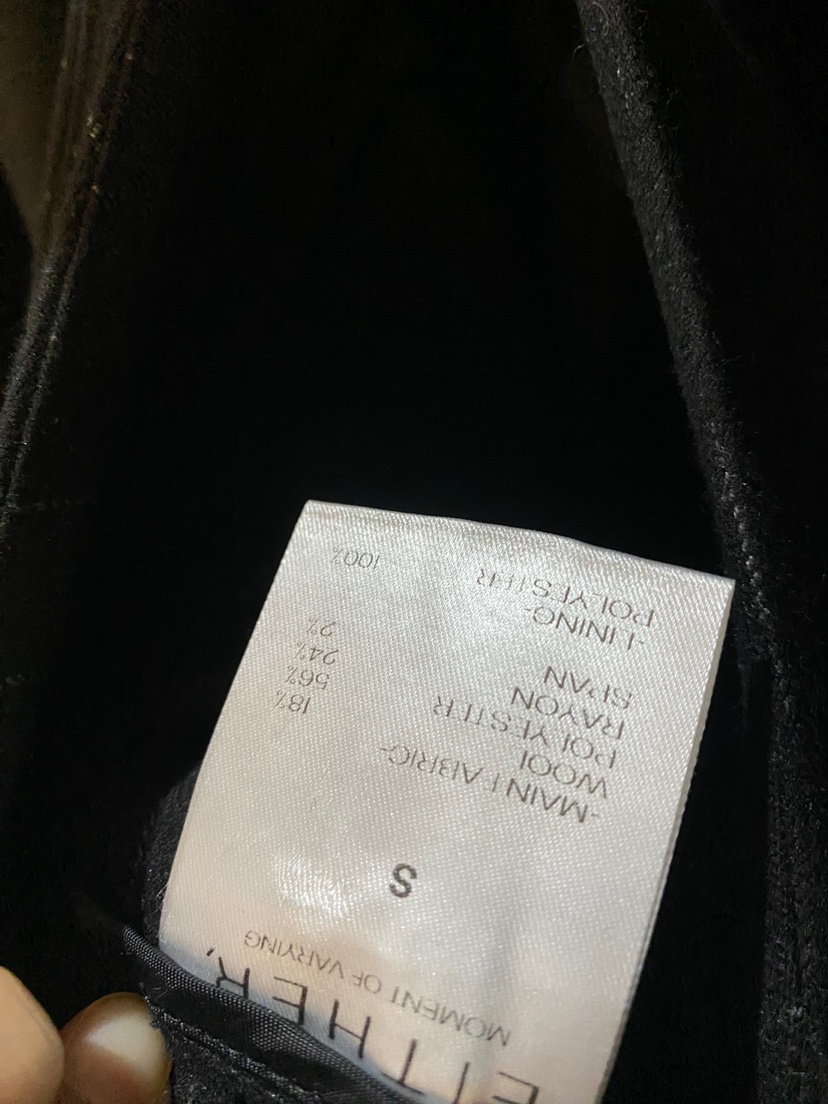 EITHER,
MOMENT OF VARYING
S
-MAIN FABRIC-
WOOL 18%
POLYESTER 56%
RAYON 24%
SPAN 2%
-LINING-
POLYESTER 100%